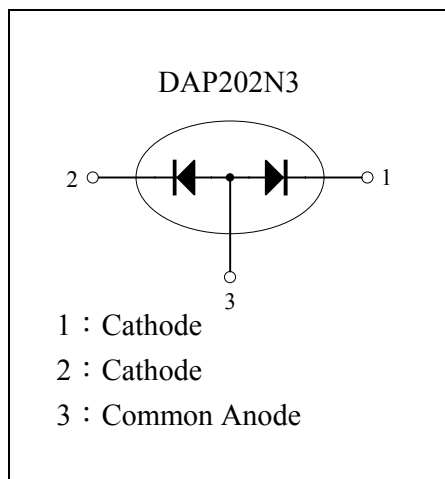 DAP202N3
2 1
3
1：Cathode
2：Cathode
3：Common Anode